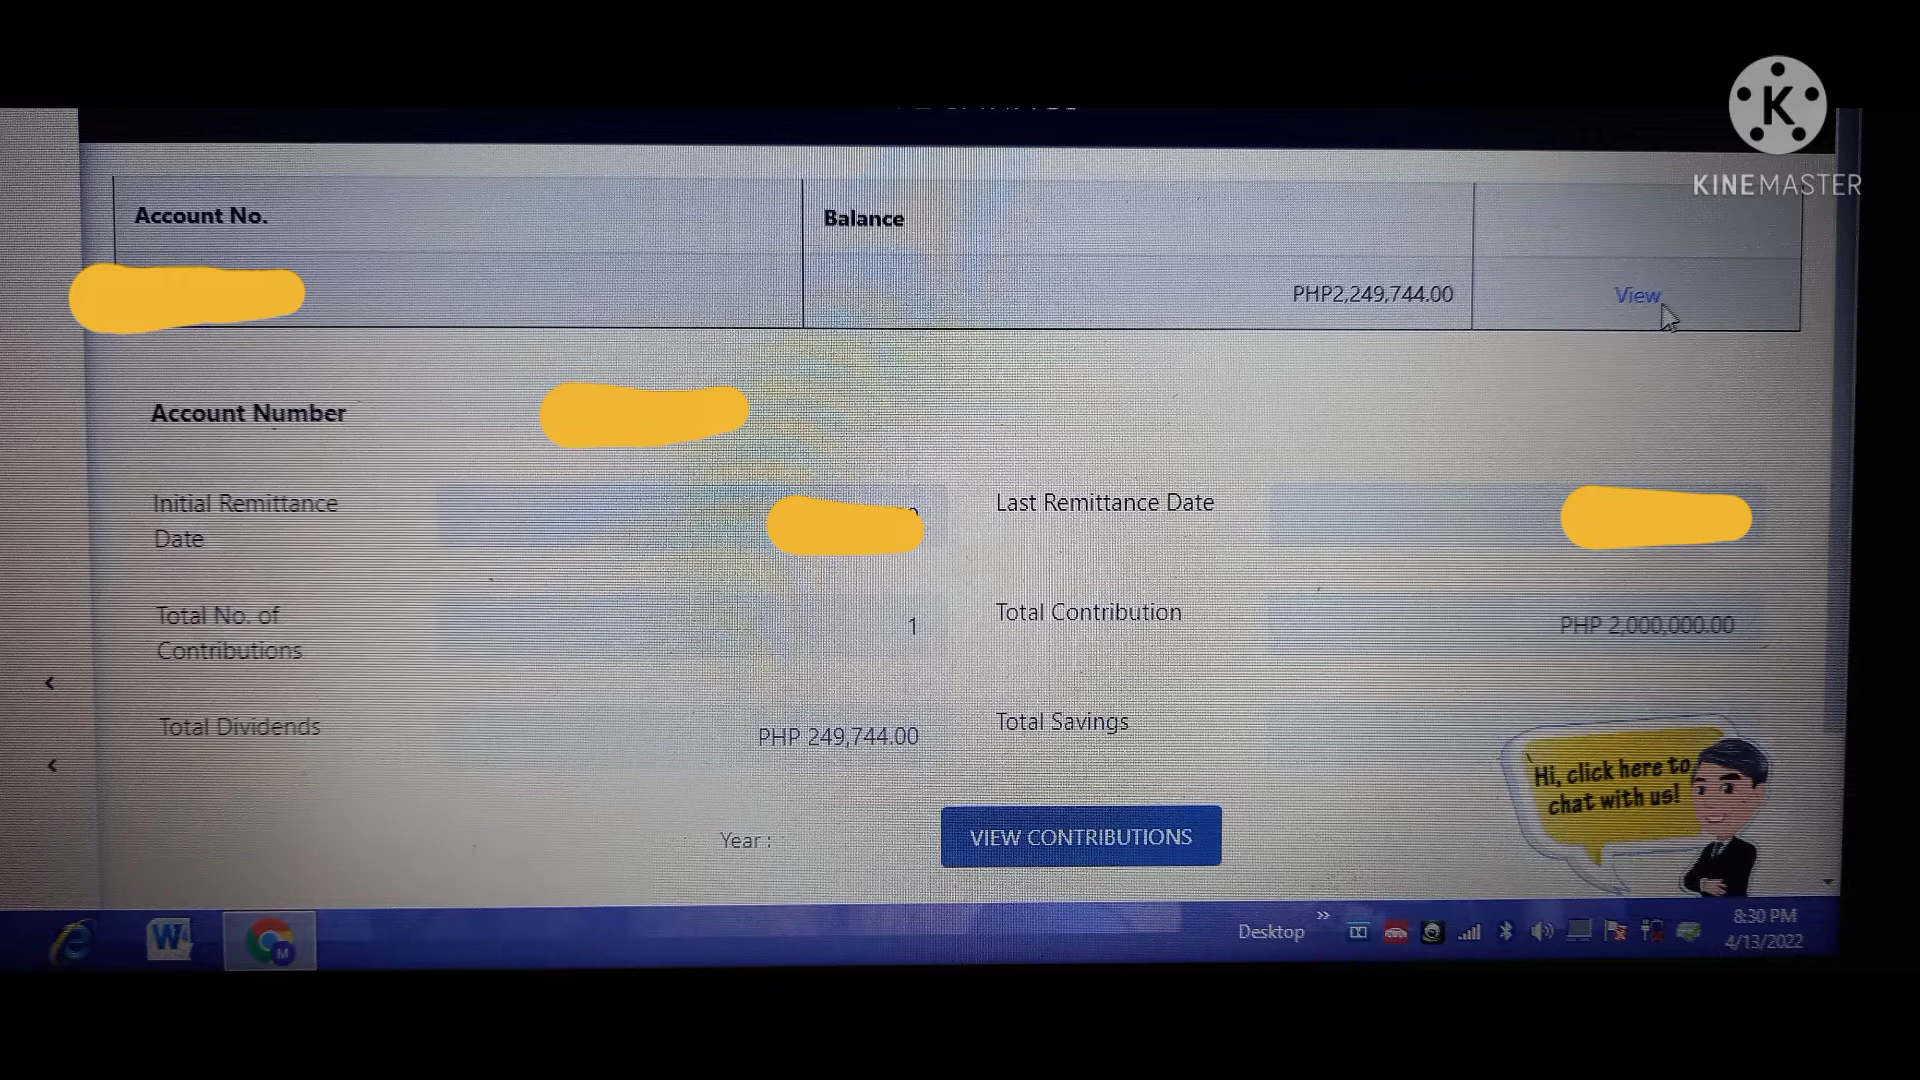 K
KINEMASTER
Account No.
Balance
PHP2,249,744.00
View
Account Number
Initial Remittance
Date
Last Remittance Date
Total No. of
Contributions
1
Total Contribution
PHP 2,000,000.00
Total Dividends
PHP 249,744.00
Total Savings
Hi, click here to
chat with us!
Year :
VIEW CONTRIBUTIONS
W
M
Desktop
8:30 PM
4/13/2022